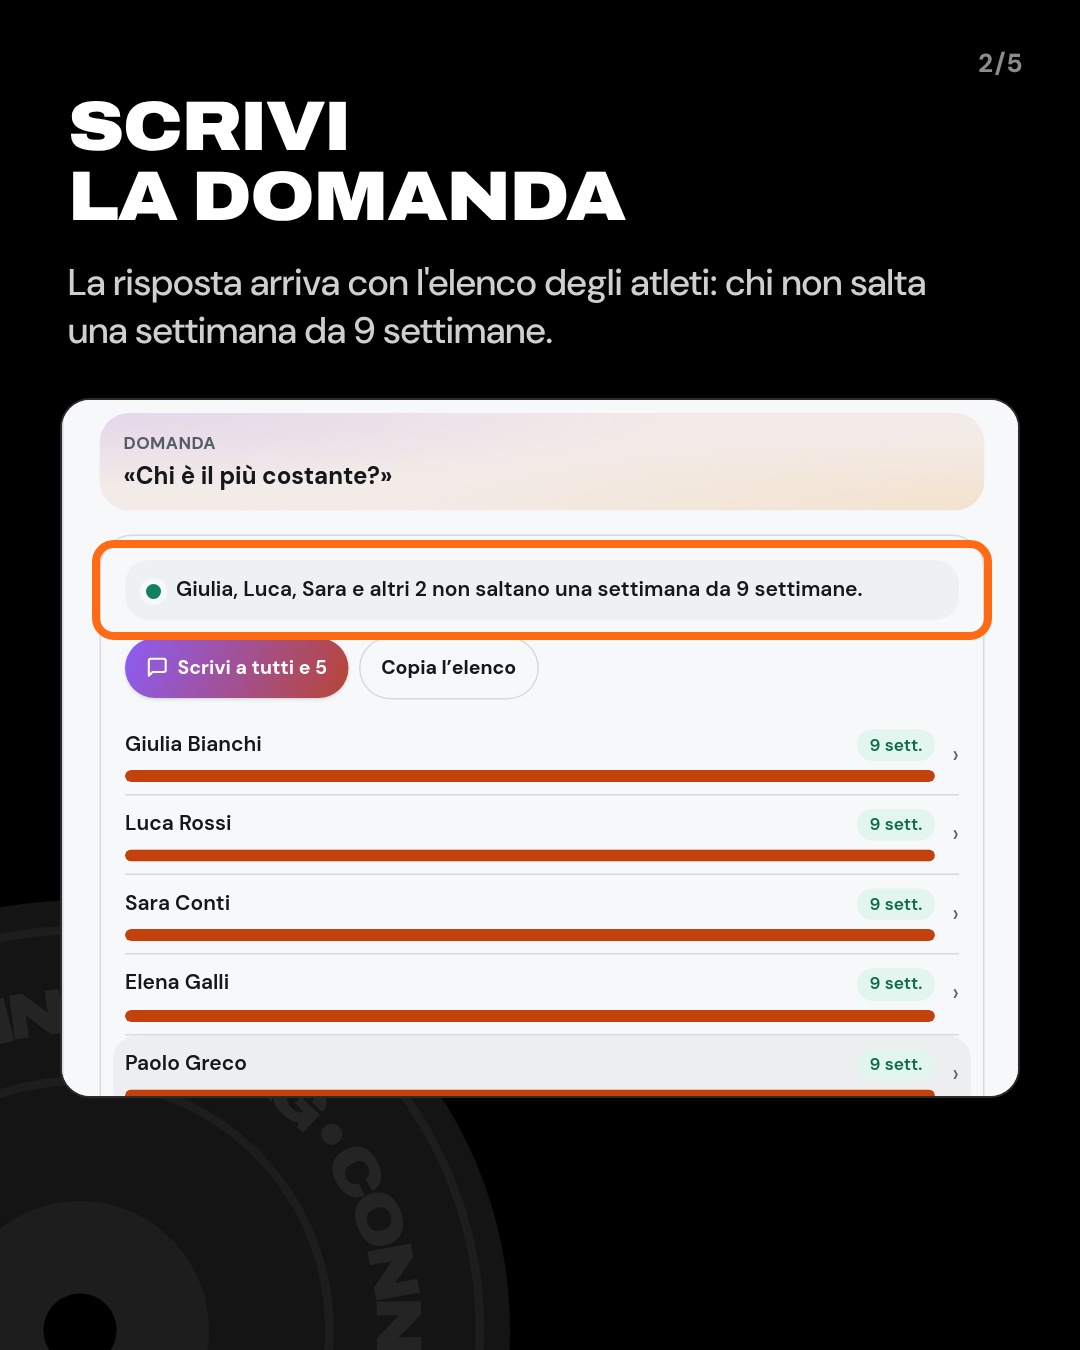 2/5
SCRIVI
LA DOMANDA
La risposta arriva con l'elenco degli atleti: chi non salta
una settimana da 9 settimane.
DOMANDA
«Chi è il più costante?»
Giulia, Luca, Sara e altri 2 non saltano una settimana da 9 settimane.
Scrivi a tutti e 5
Copia l’elenco
Giulia Bianchi
9 sett.
Luca Rossi
9 sett.
Sara Conti
9 sett.
Elena Galli
9 sett.
Paolo Greco
9 sett.